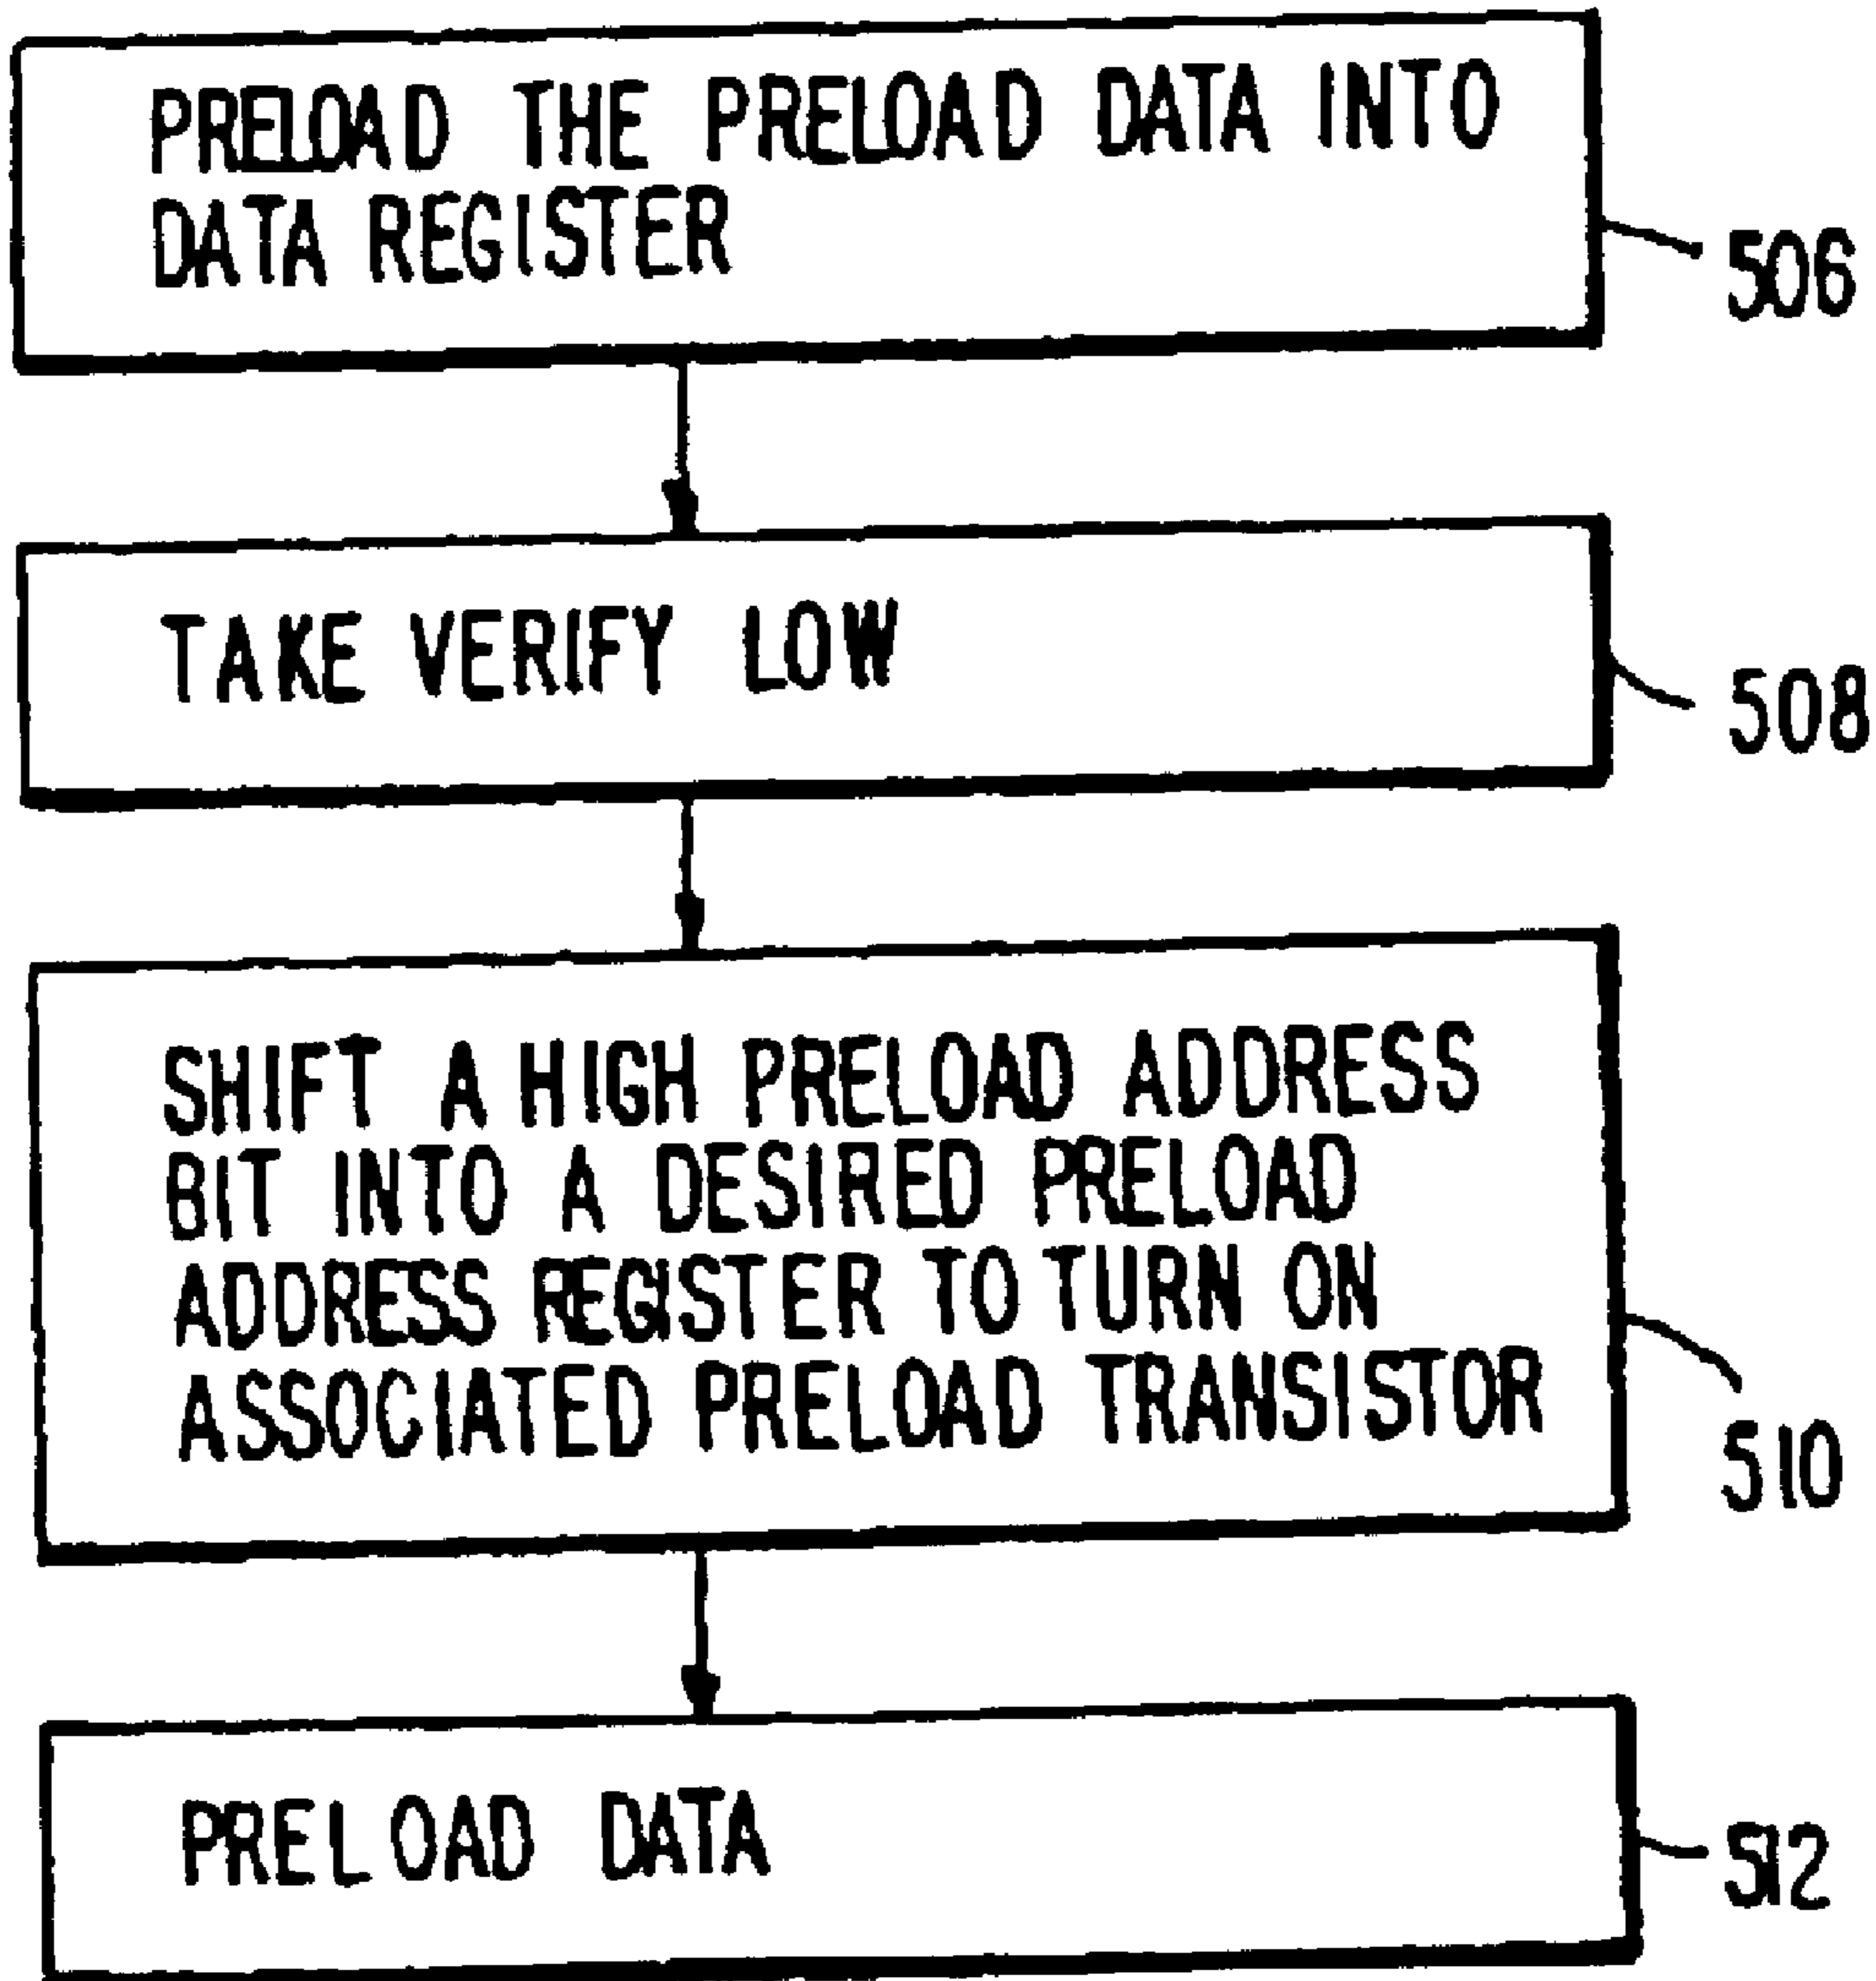 PRELOAD THE PRELOAD DATA INTO
DATA REGISTER
506
TAKE VERIFY LOW
508
SHIFT A HIGH PRELOAD ADDRESS
BIT INTO A DESIRED PRELOAD
ADDRESS REGISTER TO TURN ON
ASSOCIATED PRELOAD TRANSISTOR
510
PRELOAD DATA
512